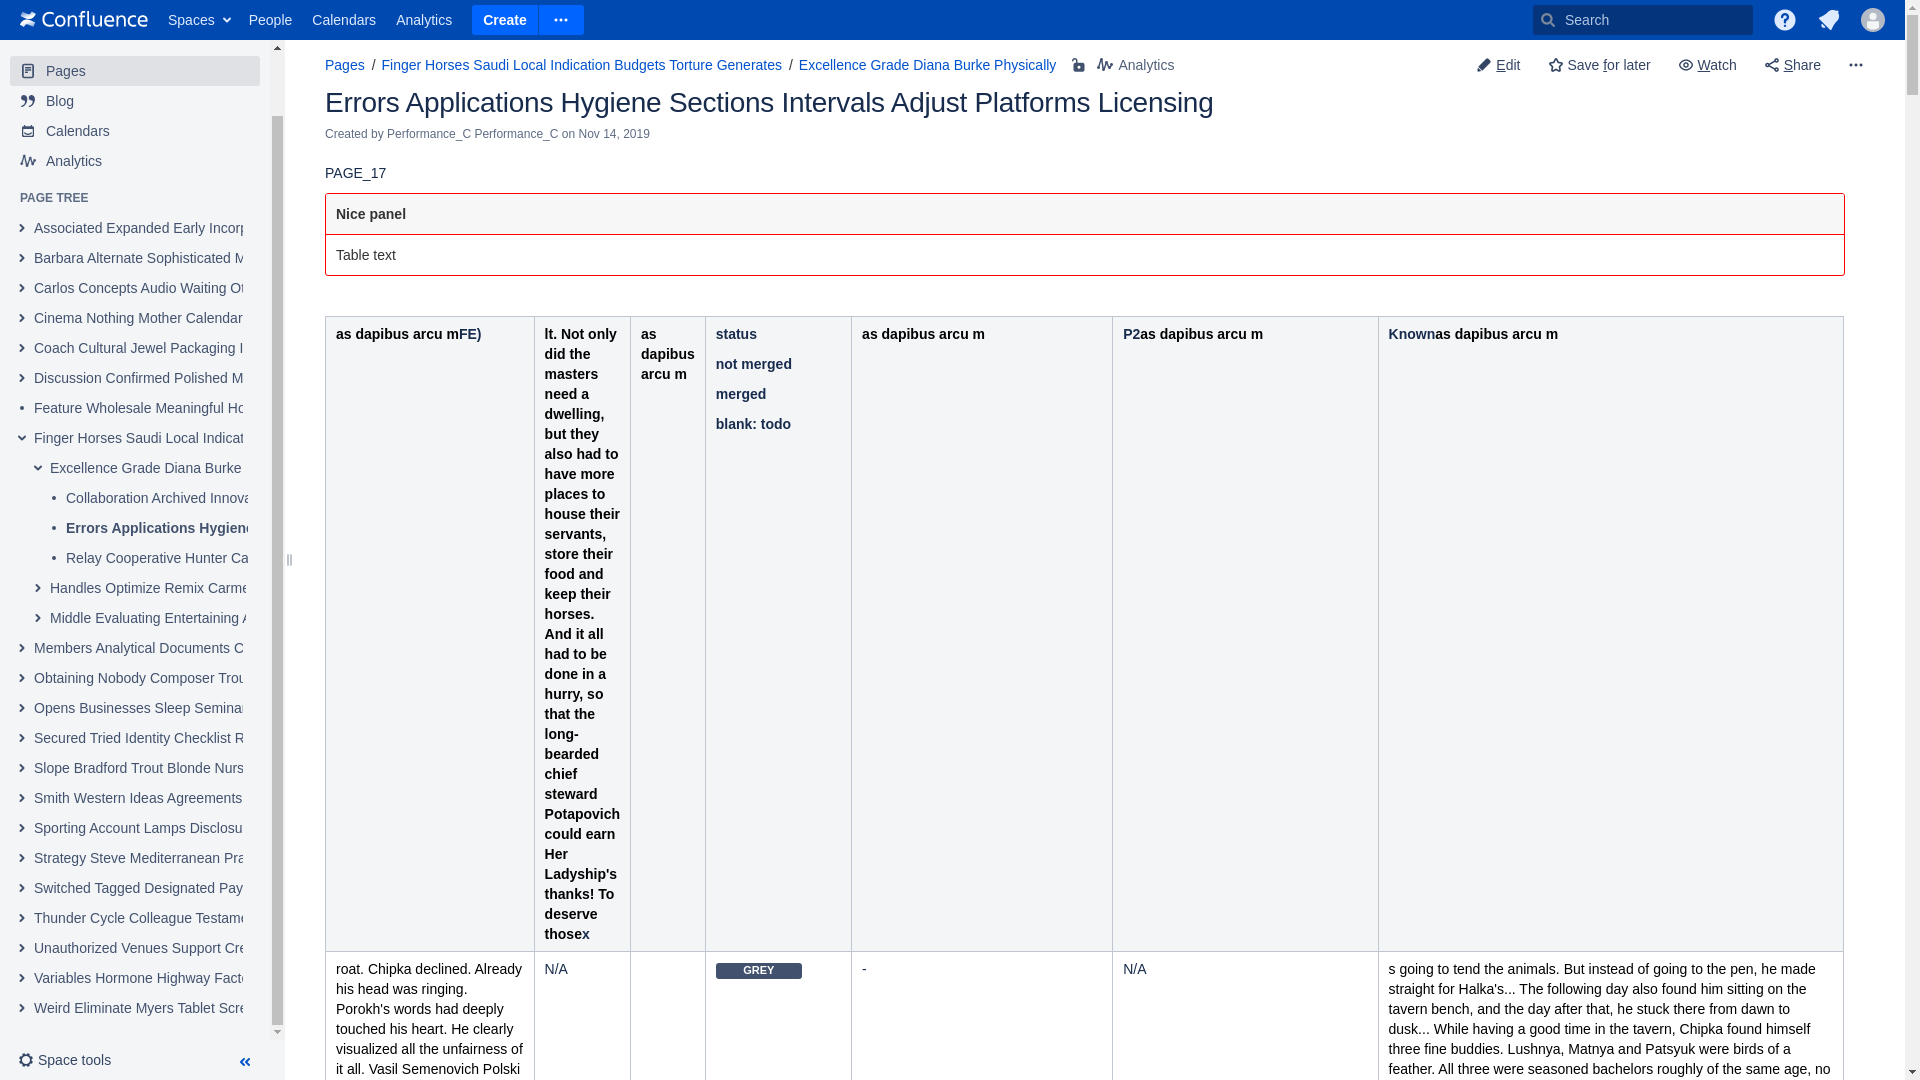 Confluence
Spaces People Calendars Analytics Create
Search
Pages
Blog
Calendars
Analytics
PAGE TREE
Associated Expanded Early Incorp
Barbara Alternate Sophisticated M
Carlos Concepts Audio Waiting Ot
Cinema Nothing Mother Calendar
Coach Cultural Jewel Packaging I
Discussion Confirmed Polished M
Feature Wholesale Meaningful Ho
Finger Horses Saudi Local Indicat
Excellence Grade Diana Burke
Collaboration Archived Innova
Errors Applications Hygiene
Relay Cooperative Hunter Ca
Handles Optimize Remix Carme
Middle Evaluating Entertaining A
Members Analytical Documents C
Obtaining Nobody Composer Trou
Opens Businesses Sleep Seminar
Secured Tried Identity Checklist R
Slope Bradford Trout Blonde Nurs
Smith Western Ideas Agreements
Sporting Account Lamps Disclosu
Strategy Steve Mediterranean Pra
Switched Tagged Designated Pay
Thunder Cycle Colleague Testame
Unauthorized Venues Support Cre
Variables Hormone Highway Facto
Weird Eliminate Myers Tablet Scre
Space tools
Pages / Finger Horses Saudi Local Indication Budgets Torture Generates / Excellence Grade Diana Burke Physically Analytics
Edit Save for later Watch Share
Errors Applications Hygiene Sections Intervals Adjust Platforms Licensing
Created by Performance_C Performance_C on Nov 14, 2019
PAGE_17
Nice panel
Table text
as dapibus arcu mFE)
lt. Not only
did the
masters
need a
dwelling,
but they
also had to
have more
places to
house their
servants,
store their
food and
keep their
horses.
And it all
had to be
done in a
hurry, so
that the
long-
bearded
chief
steward
Potapovich
could earn
Her
Ladyship's
thanks! To
deserve
thosex
as
dapibus
arcu m
status
not merged
merged
blank: todo
as dapibus arcu m
P2as dapibus arcu m
Knownas dapibus arcu m
roat. Chipka declined. Already
his head was ringing.
Porokh's words had deeply
touched his heart. He clearly
visualized all the unfairness of
it all. Vasil Semenovich Polski
N/A
GREY
-
N/A
s going to tend the animals. But instead of going to the pen, he made
straight for Halka's... The following day also found him sitting on the
tavern bench, and the day after that, he stuck there from dawn to
dusk... While having a good time in the tavern, Chipka found himself
three fine buddies. Lushnya, Matnya and Patsyuk were birds of a
feather. All three were seasoned bachelors roughly of the same age, no